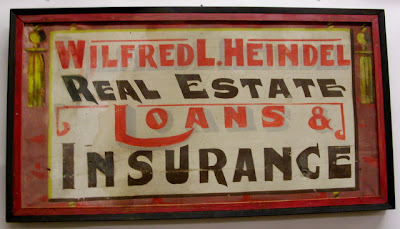 WILFRED L. HEINDEL
REAL ESTATE
LOANS &
INSURANCE